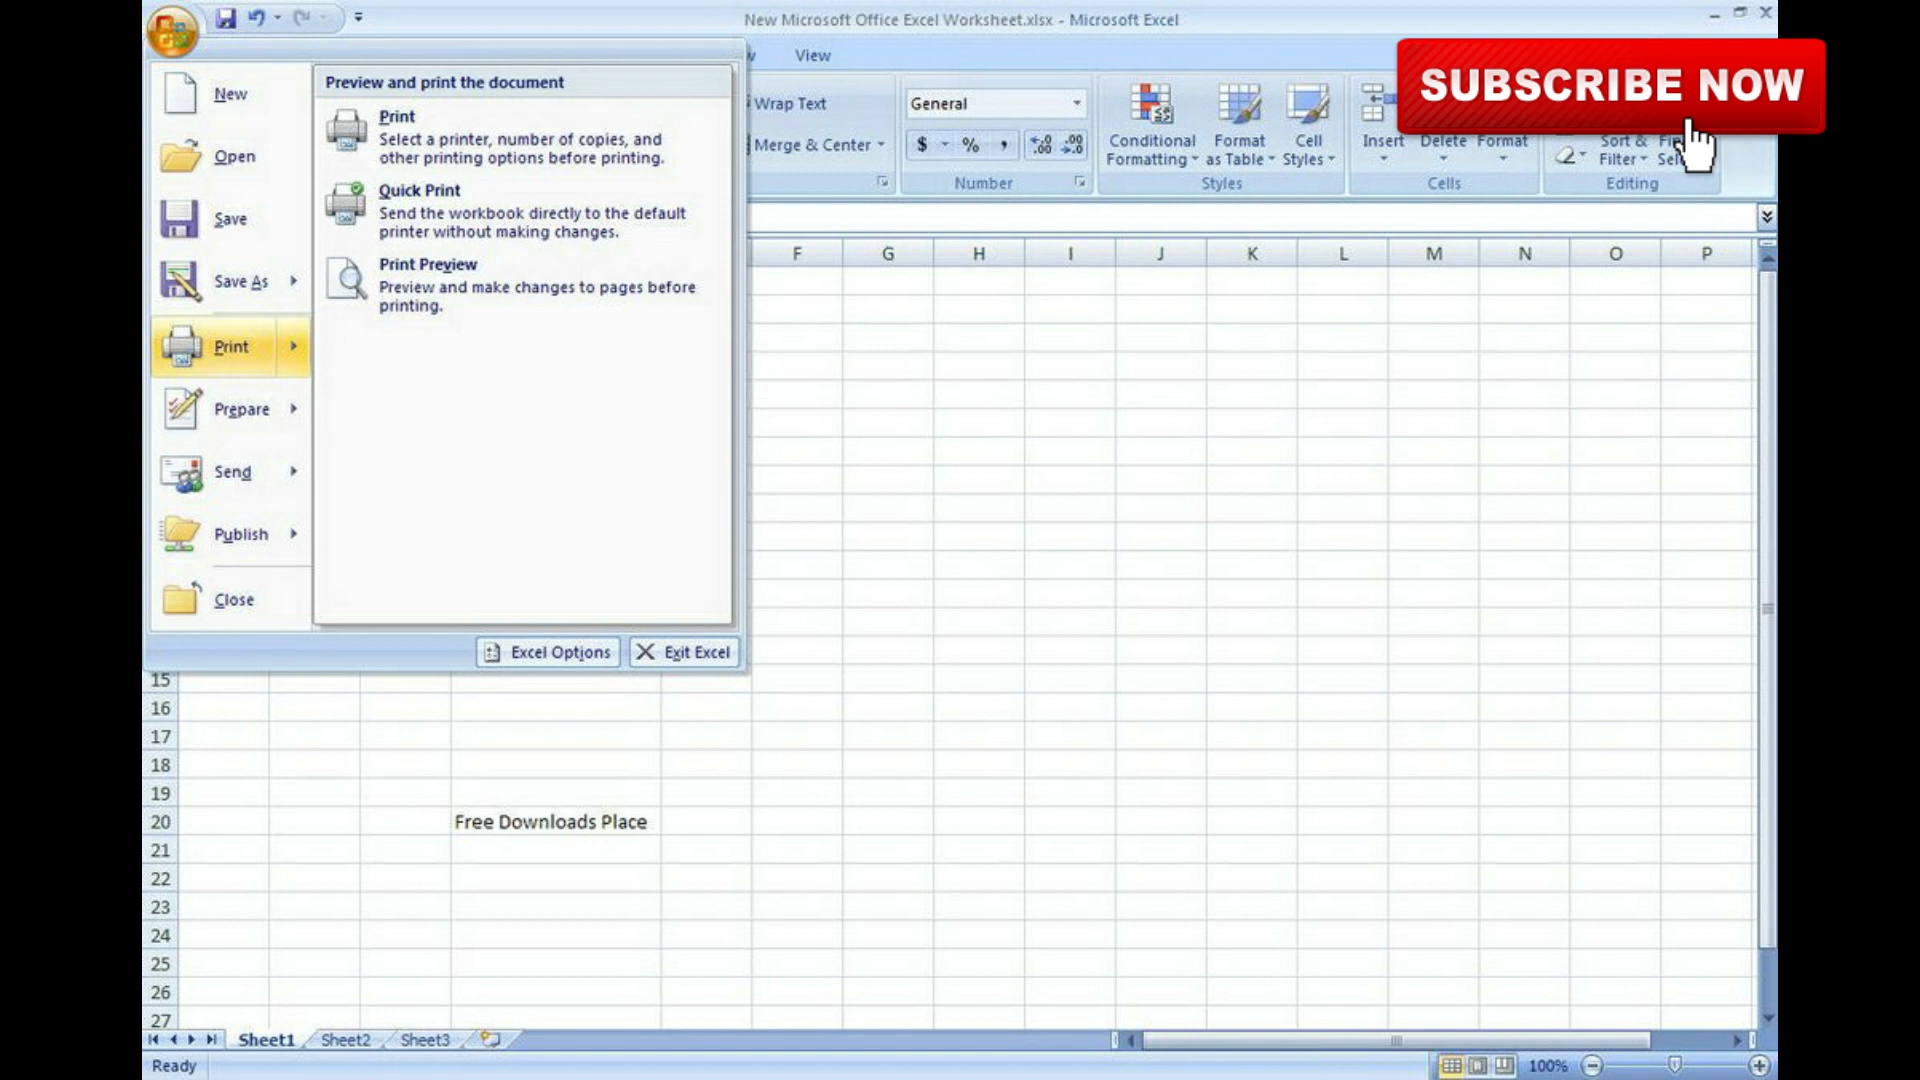 New Microsoft Office Excel Worksheet.xlsx - Microsoft Excel
View
SUBSCRIBE NOW
New
Open
Save
Save As
Print
Prepare
Send
Publish
Close
Preview and print the document
Print
Select a printer, number of copies, and
other printing options before printing.
Quick Print
Send the workbook directly to the default
printer without making changes.
Print Preview
Preview and make changes to pages before
printing.
Excel Options
Exit Excel
Wrap Text
Merge & Center
General
$ % , .00
Number
Conditional
Formatting
Format
as Table
Cell
Styles
Styles
Insert
Delete
Format
Cells
Sort &
Filter
Editing
F G H I J K L M N O P
15
16
17
18
19
20 Free Downloads Place
21
22
23
24
25
26
27
Sheet1 Sheet2 Sheet3
Ready
100%